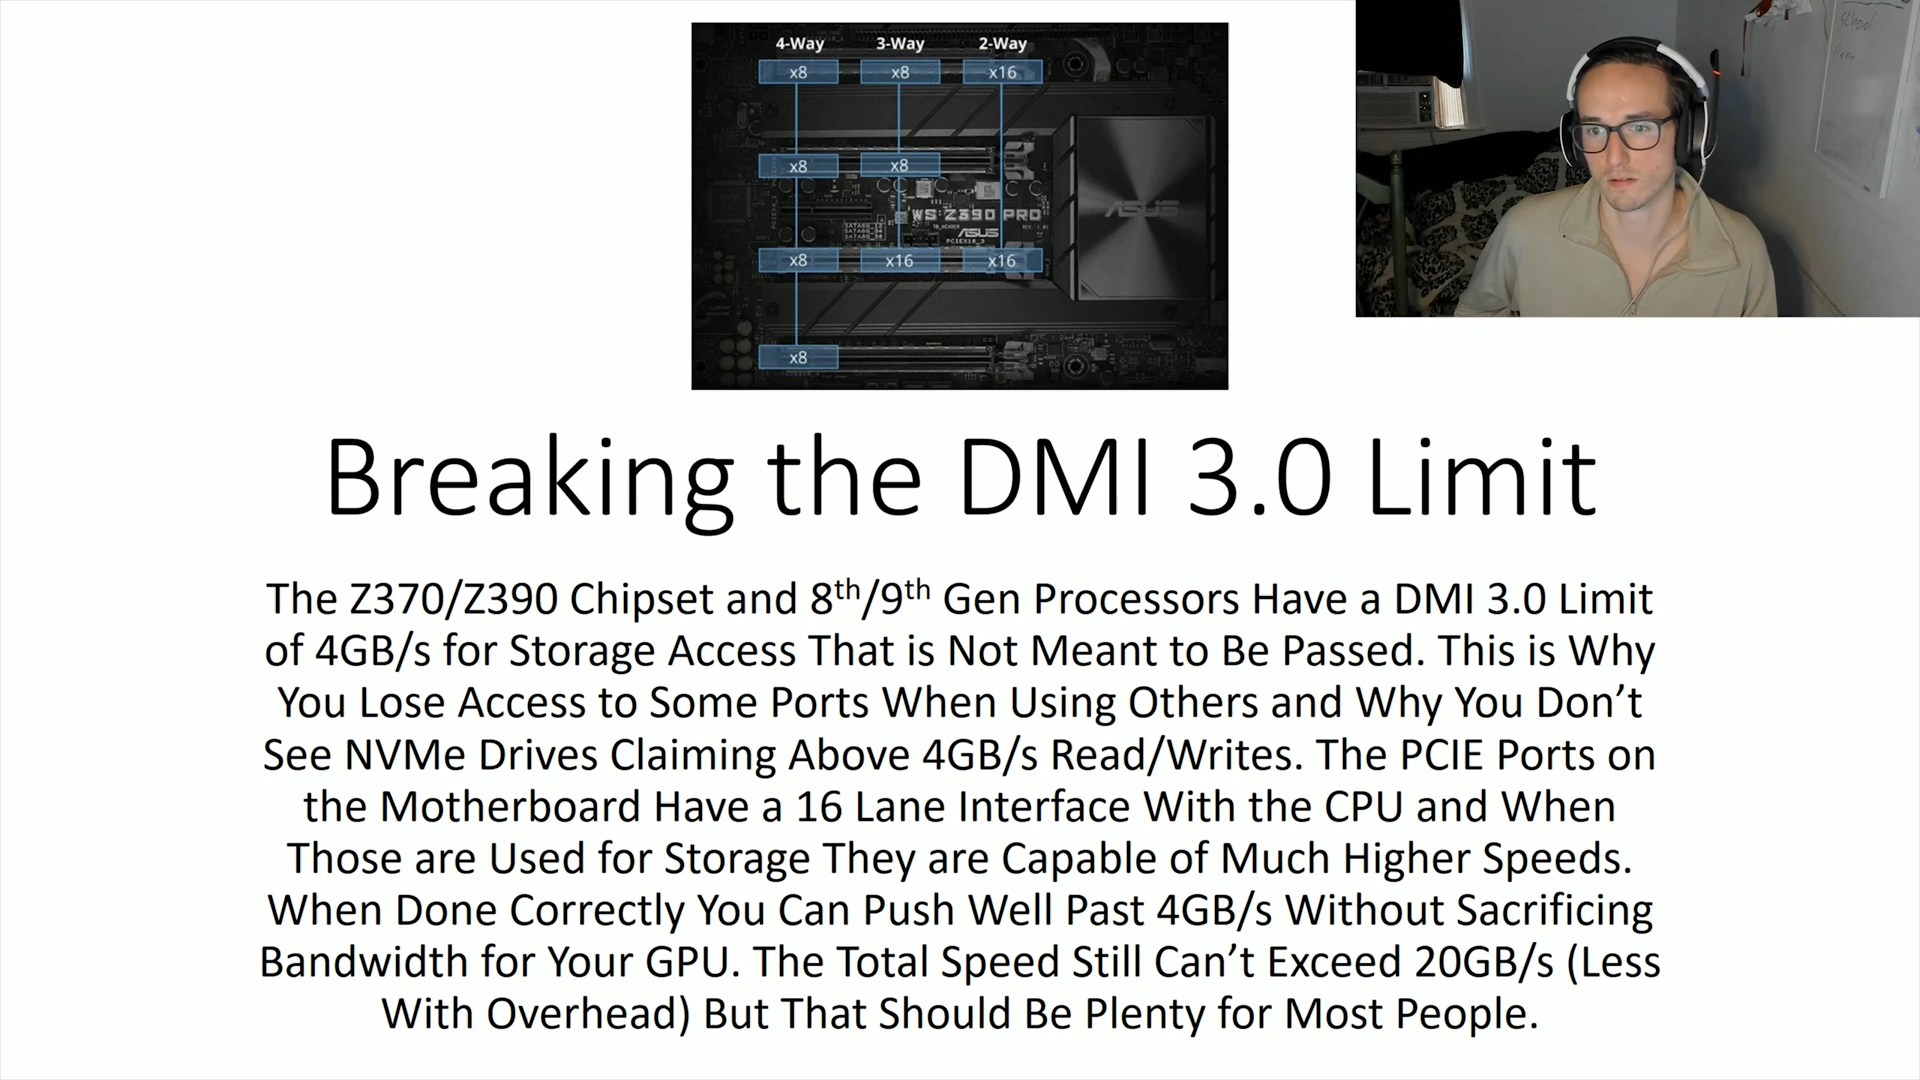 4-Way 3-Way 2-Way
x8 x8 x16
x8 x8
WS Z390 PRO
ASUS
ASUS
PCIEX16_2
x8 x16 x16
x8
School
Breaking the DMI 3.0 Limit
The Z370/Z390 Chipset and 8th/9th Gen Processors Have a DMI 3.0 Limit
of 4GB/s for Storage Access That is Not Meant to Be Passed. This is Why
You Lose Access to Some Ports When Using Others and Why You Don’t
See NVMe Drives Claiming Above 4GB/s Read/Writes. The PCIE Ports on
the Motherboard Have a 16 Lane Interface With the CPU and When
Those are Used for Storage They are Capable of Much Higher Speeds.
When Done Correctly You Can Push Well Past 4GB/s Without Sacrificing
Bandwidth for Your GPU. The Total Speed Still Can’t Exceed 20GB/s (Less
With Overhead) But That Should Be Plenty for Most People.